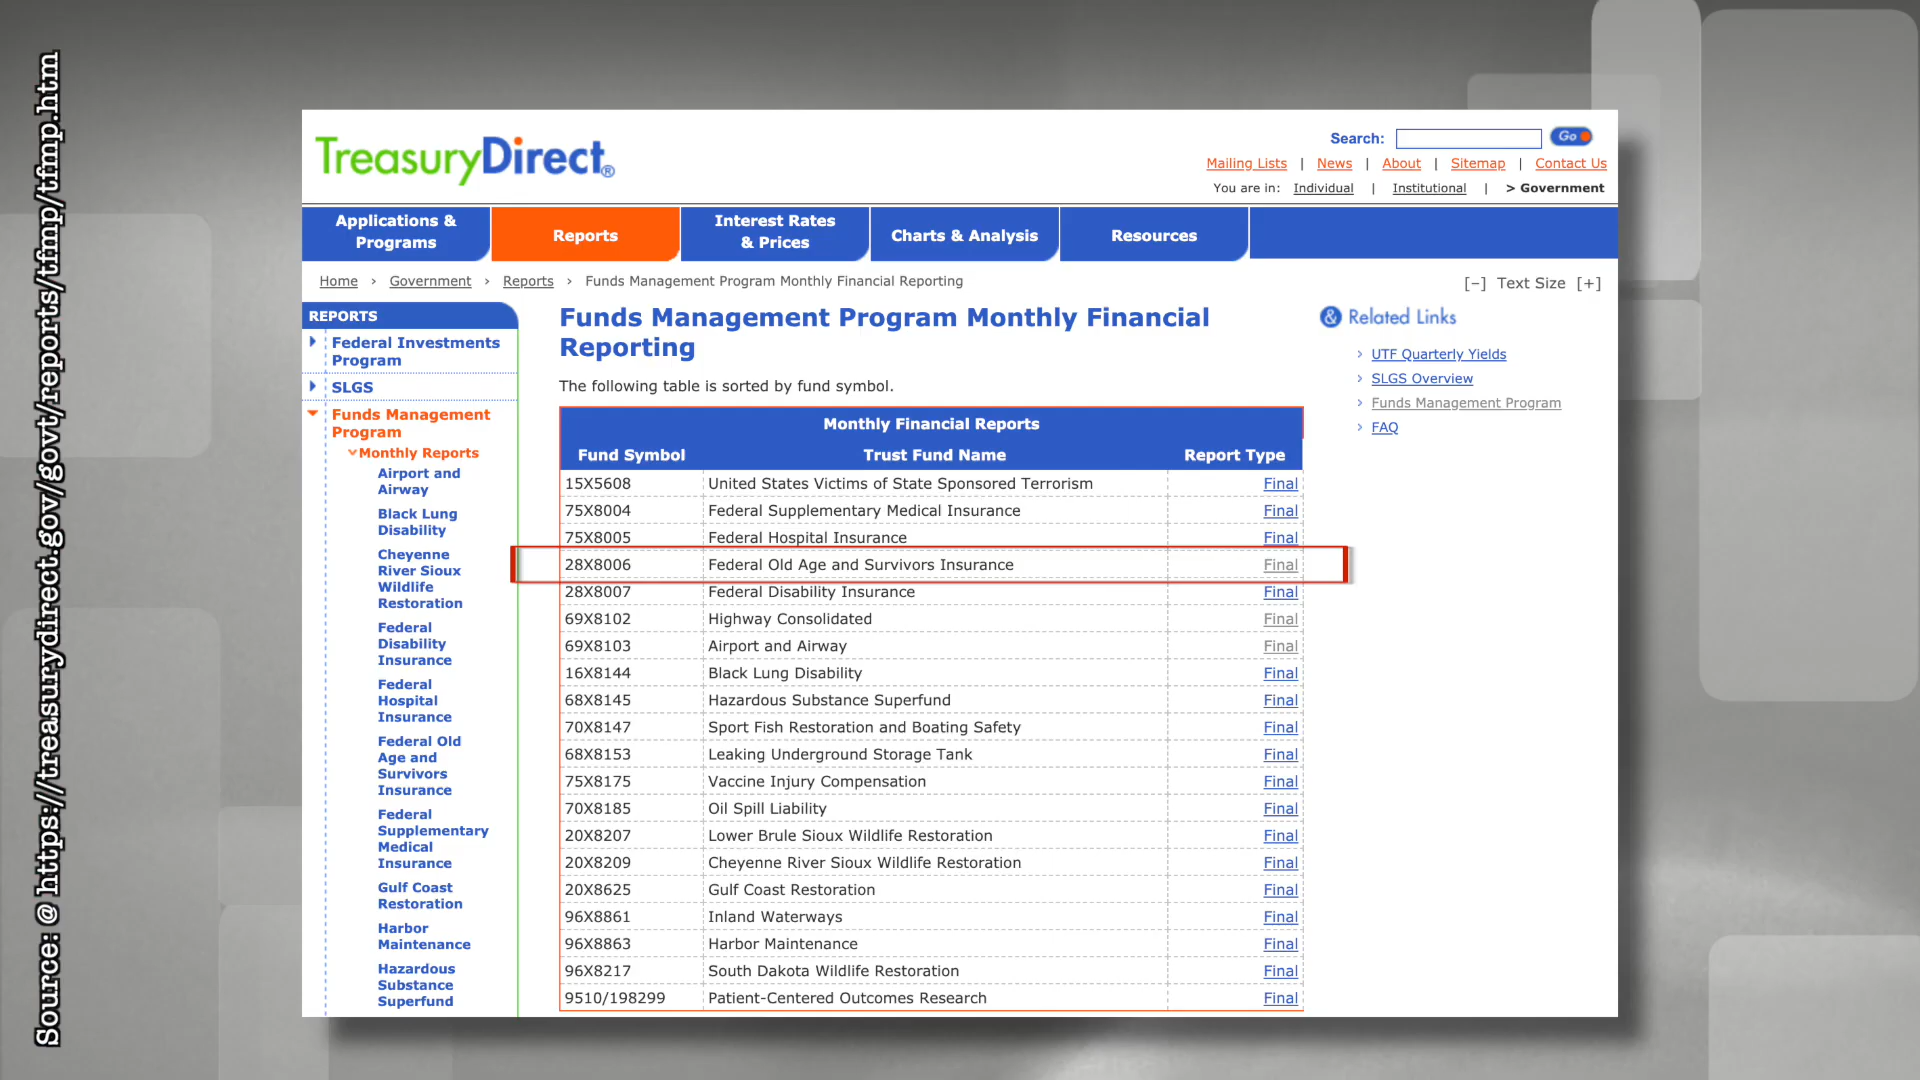 Source: @ https://treasurydirect.gov/govt/reports/tfmp/tfmp.htm
TreasuryDirect®
Search:
Go
Mailing Lists | News | About | Sitemap | Contact Us
You are in: Individual | Institutional | > Government
Applications & Programs
Reports
Interest Rates & Prices
Charts & Analysis
Resources
Home › Government › Reports › Funds Management Program Monthly Financial Reporting
[−] Text Size [+]
REPORTS
Federal Investments
Program
SLGS
Funds Management
Program
Monthly Reports
Airport and
Airway
Black Lung
Disability
Cheyenne
River Sioux
Wildlife
Restoration
Federal
Disability
Insurance
Federal
Hospital
Insurance
Federal Old
Age and
Survivors
Insurance
Federal
Supplementary
Medical
Insurance
Gulf Coast
Restoration
Harbor
Maintenance
Hazardous
Substance
Superfund
Funds Management Program Monthly Financial
Reporting
The following table is sorted by fund symbol.
Monthly Financial Reports
Fund Symbol Trust Fund Name Report Type
15X5608 United States Victims of State Sponsored Terrorism Final
75X8004 Federal Supplementary Medical Insurance Final
75X8005 Federal Hospital Insurance Final
28X8006 Federal Old Age and Survivors Insurance Final
28X8007 Federal Disability Insurance Final
69X8102 Highway Consolidated Final
69X8103 Airport and Airway Final
16X8144 Black Lung Disability Final
68X8145 Hazardous Substance Superfund Final
70X8147 Sport Fish Restoration and Boating Safety Final
68X8153 Leaking Underground Storage Tank Final
75X8175 Vaccine Injury Compensation Final
70X8185 Oil Spill Liability Final
20X8207 Lower Brule Sioux Wildlife Restoration Final
20X8209 Cheyenne River Sioux Wildlife Restoration Final
20X8625 Gulf Coast Restoration Final
96X8861 Inland Waterways Final
96X8863 Harbor Maintenance Final
96X8217 South Dakota Wildlife Restoration Final
9510/198299 Patient-Centered Outcomes Research Final
& Related Links
› UTF Quarterly Yields
› SLGS Overview
› Funds Management Program
› FAQ